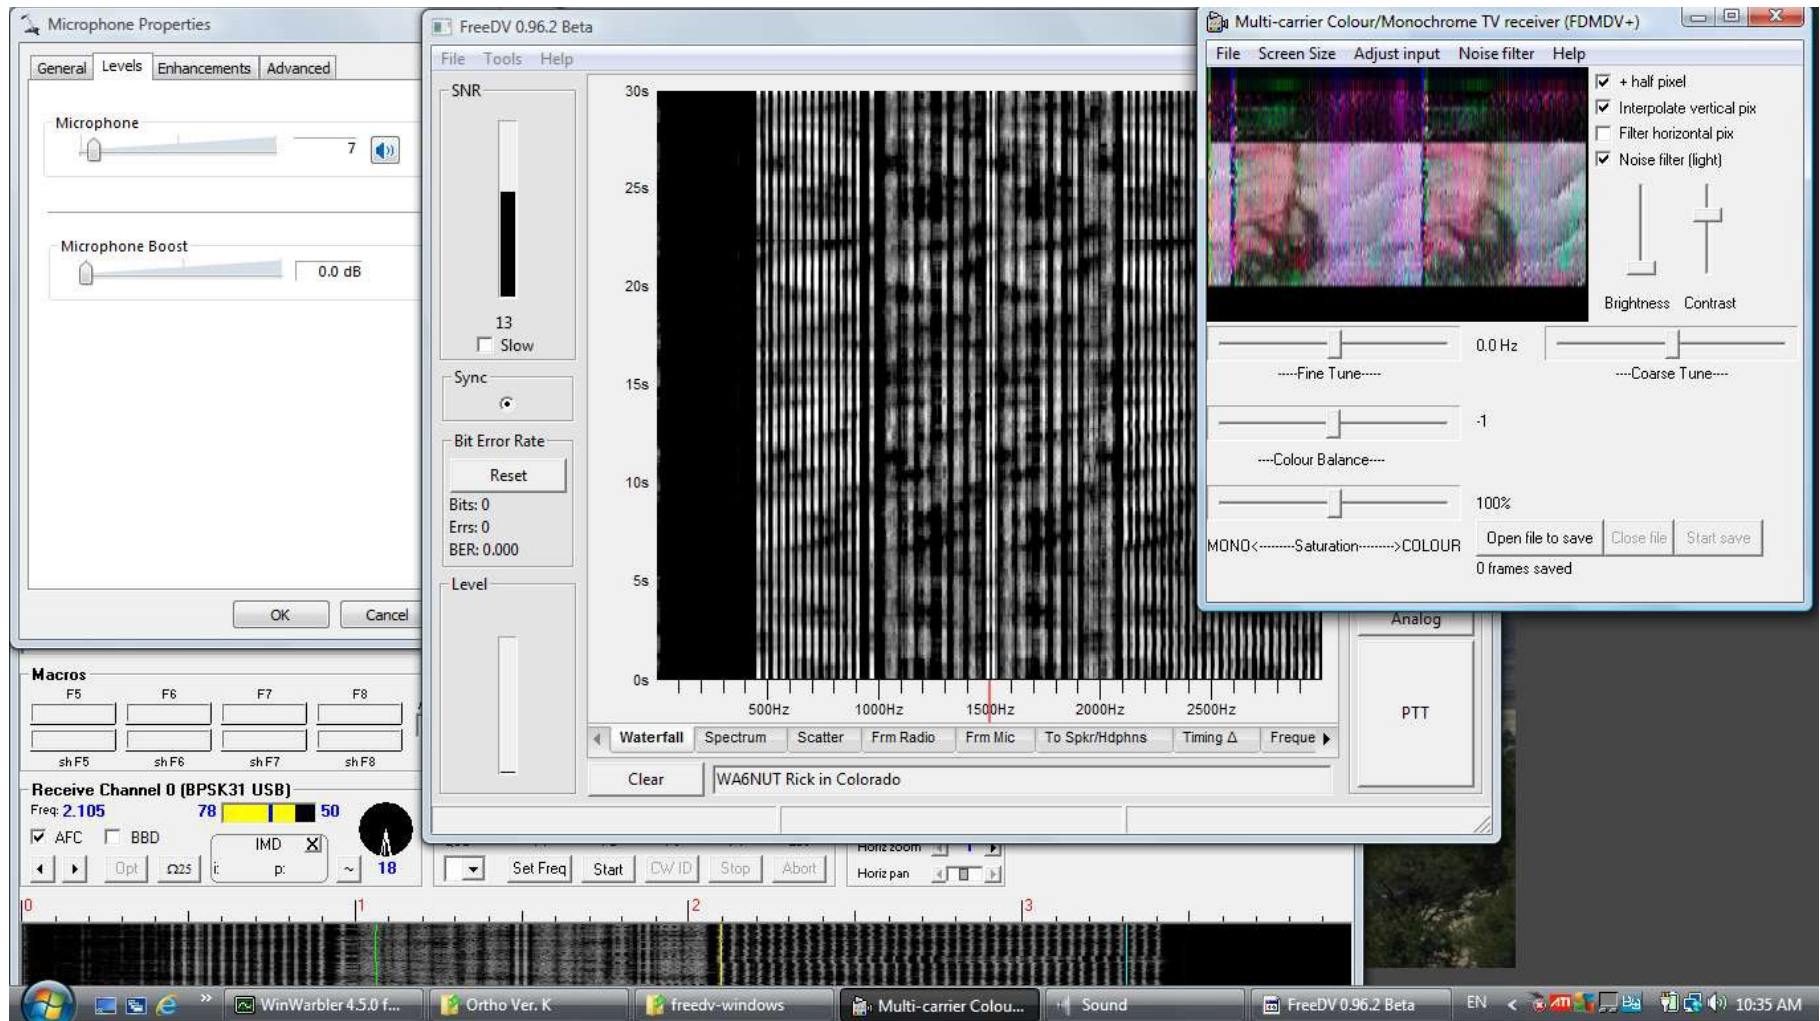 Microphone Properties
General Levels Enhancements Advanced
Microphone
7
Microphone Boost
0.0 dB
OK Cancel
FreeDV 0.96.2 Beta
File Tools Help
SNR
13
Slow
Sync
Bit Error Rate
Reset
Bits: 0
Errs: 0
BER: 0.000
Level
30s
25s
20s
15s
10s
5s
0s
500Hz 1000Hz 1500Hz 2000Hz 2500Hz
Waterfall Spectrum Scatter Frm Radio Frm Mic To Spkr/Hdphns Timing Δ Freque
Clear WA6NUT Rick in Colorado
Analog
PTT
Multi-carrier Colour/Monochrome TV receiver (FDMDV+)
File Screen Size Adjust input Noise filter Help
+ half pixel
Interpolate vertical pix
Filter horizontal pix
Noise filter (light)
Brightness Contrast
0.0 Hz
-----Fine Tune----- ----Coarse Tune----
-1
----Colour Balance----
100%
MONO<--------Saturation-------->COLOUR
Open file to save Close file Start save
0 frames saved
Macros
F5 F6 F7 F8
sh F5 sh F6 sh F7 sh F8
Receive Channel 0 (BPSK31 USB)
Freq: 2.105 78 50
AFC BBD IMD X
Opt Ω25 i: p: ~ 18
Set Freq Start CW ID Stop Abort
Horiz zoom 1
Horiz pan
0 1 2 3
WinWarbler 4.5.0 f... Ortho Ver. K freedv-windows Multi-carrier Colou... Sound FreeDV 0.96.2 Beta EN ATI 10:35 AM